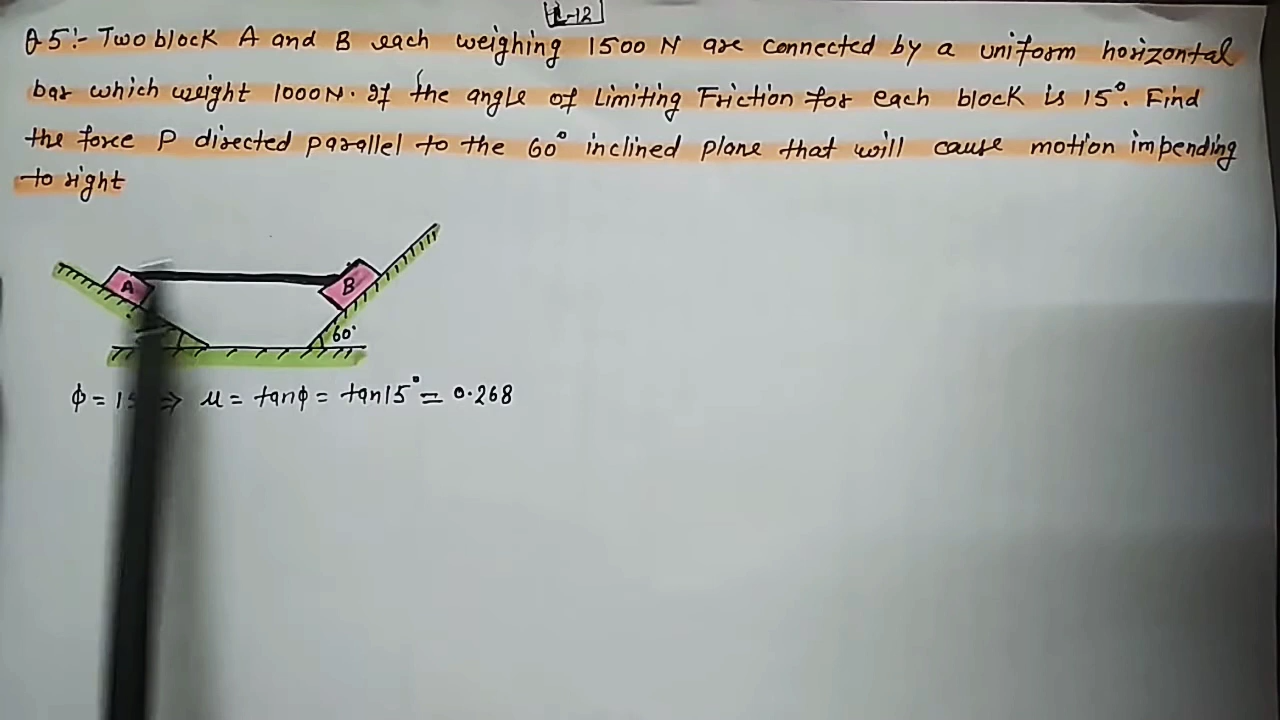 L-12
Q5:- Two block A and B each weighing 1500 N are connected by a uniform horizontal
bar which weight 1000N. If the angle of Limiting Friction for each block is 15°. Find
the force P directed parallel to the 60° inclined plane that will cause motion impending
to right
A
B
60°
φ = 15 ⇒ μ = tanφ = tan15° = 0.268